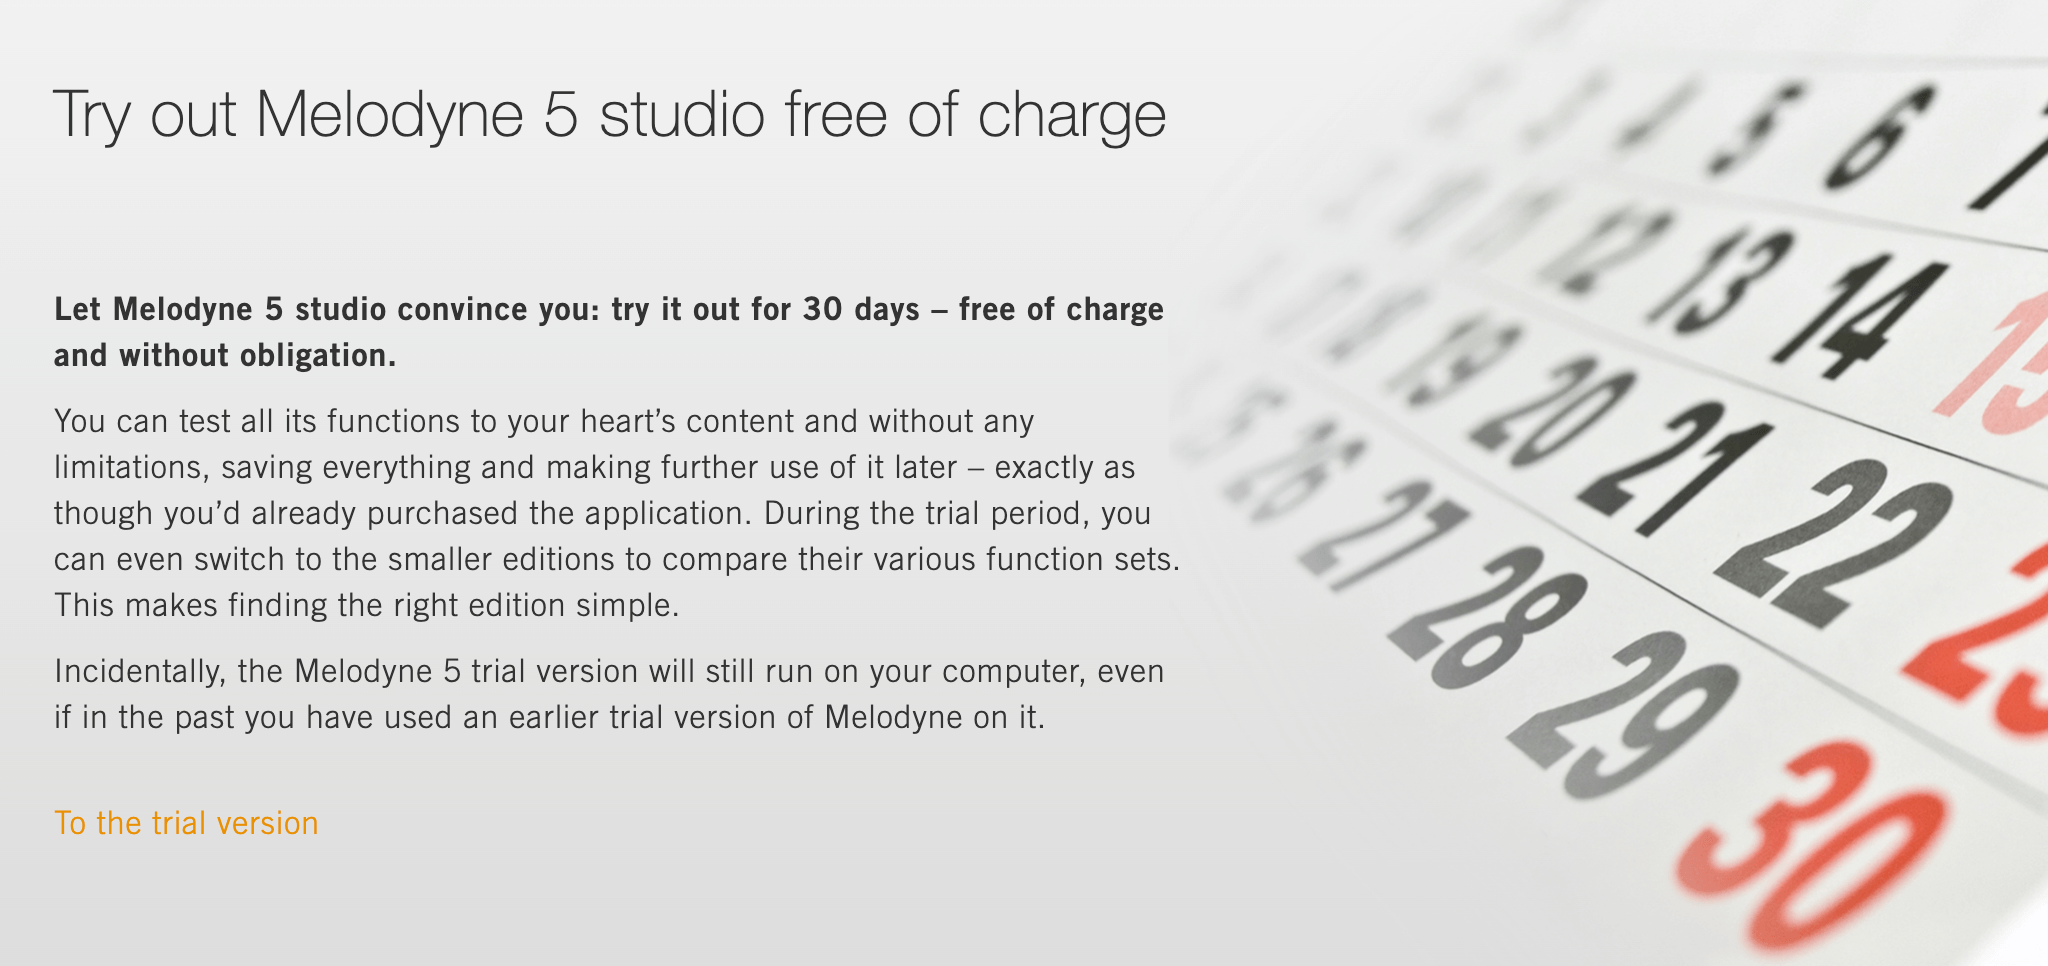 Try out Melodyne 5 studio free of charge
Let Melodyne 5 studio convince you: try it out for 30 days – free of charge
and without obligation.
You can test all its functions to your heart’s content and without any
limitations, saving everything and making further use of it later – exactly as
though you’d already purchased the application. During the trial period, you
can even switch to the smaller editions to compare their various function sets.
This makes finding the right edition simple.
Incidentally, the Melodyne 5 trial version will still run on your computer, even
if in the past you have used an earlier trial version of Melodyne on it.
To the trial version
3 4 5 6 7
12 13 14 15
18 19 20 21 22 23
26 27 28 29 30